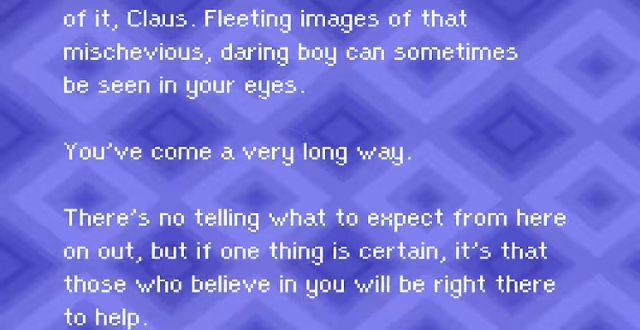 of it, Claus. Fleeting images of that
mischevious, daring boy can sometimes
be seen in your eyes.
You've come a very long way.
There's no telling what to expect from here
on out, but if one thing is certain, it's that
those who believe in you will be right there
to help.